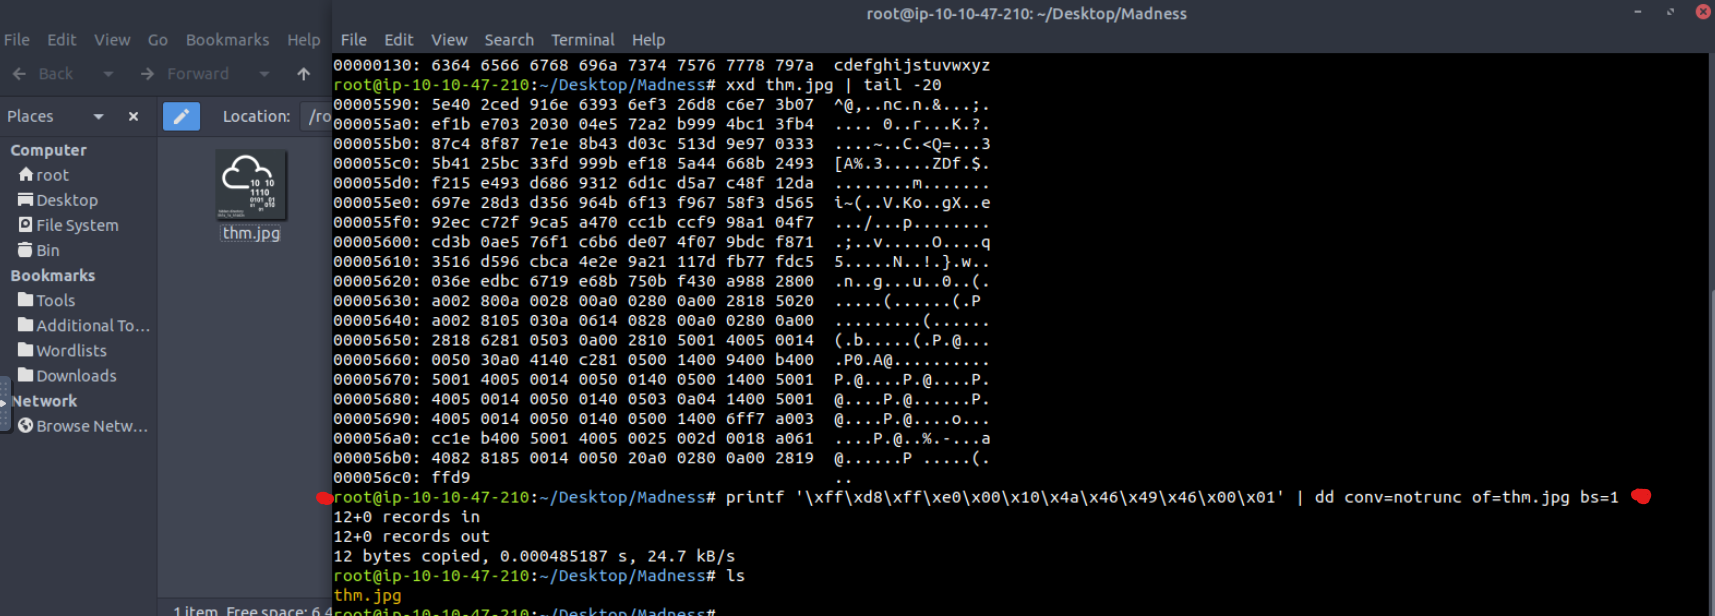 root@ip-10-10-47-210: ~/Desktop/Madness
File Edit View Go Bookmarks Help
File Edit View Search Terminal Help
Back Forward
Places
Location: /ro
Computer
root
Desktop
File System
Bin
Bookmarks
Tools
Additional To...
Wordlists
Downloads
Network
Browse Netw...
thm.jpg
1 item, Free space: 6.4
00000130: 6364 6566 6768 696a 7374 7576 7778 797a  cdefghijstuvwxyz
root@ip-10-10-47-210:~/Desktop/Madness# xxd thm.jpg | tail -20
00005590: 5e40 2ced 916e 6393 6ef3 26d8 c6e7 3b07  ^@,..nc.n.&...;.
000055a0: ef1b e703 2030 04e5 72a2 b999 4bc1 3fb4  .... 0..r...K.?.
000055b0: 87c4 8f87 7e1e 8b43 d03c 513d 9e97 0333  ....~..C.<Q=...3
000055c0: 5b41 25bc 33fd 999b ef18 5a44 668b 2493  [A%.3.....ZDf.$.
000055d0: f215 e493 d686 9312 6d1c d5a7 c48f 12da  ........m.......
000055e0: 697e 28d3 d356 964b 6f13 f967 58f3 d565  i~(..V.Ko..gX..e
000055f0: 92ec c72f 9ca5 a470 cc1b ccf9 98a1 04f7  .../...p........
00005600: cd3b 0ae5 76f1 c6b6 de07 4f07 9bdc f871  .;..v.....O....q
00005610: 3516 d596 cbca 4e2e 9a21 117d fb77 fdc5  5.....N..!.}.w..
00005620: 036e edbc 6719 e68b 750b f430 a988 2800  .n..g...u..0..(.
00005630: a002 800a 0028 00a0 0280 0a00 2818 5020  .....(......(.P
00005640: a002 8105 030a 0614 0828 00a0 0280 0a00  .........(......
00005650: 2818 6281 0503 0a00 2810 5001 4005 0014  (.b.....(.P.@...
00005660: 0050 30a0 4140 c281 0500 1400 9400 b400  .P0.A@..........
00005670: 5001 4005 0014 0050 0140 0500 1400 5001  P.@....P.@....P.
00005680: 4005 0014 0050 0140 0503 0a04 1400 5001  @....P.@......P.
00005690: 4005 0014 0050 0140 0500 1400 6ff7 a003  @....P.@....o...
000056a0: cc1e b400 5001 4005 0025 002d 0018 a061  ....P.@..%.-...a
000056b0: 4082 8185 0014 0050 20a0 0280 0a00 2819  @......P .....(.
000056c0: ffd9  ..
root@ip-10-10-47-210:~/Desktop/Madness# printf '\xff\xd8\xff\xe0\x00\x10\x4a\x46\x49\x46\x00\x01' | dd conv=notrunc of=thm.jpg bs=1
12+0 records in
12+0 records out
12 bytes copied, 0.000485187 s, 24.7 kB/s
root@ip-10-10-47-210:~/Desktop/Madness# ls
thm.jpg
root@ip-10-10-47-210:~/Desktop/Madness#